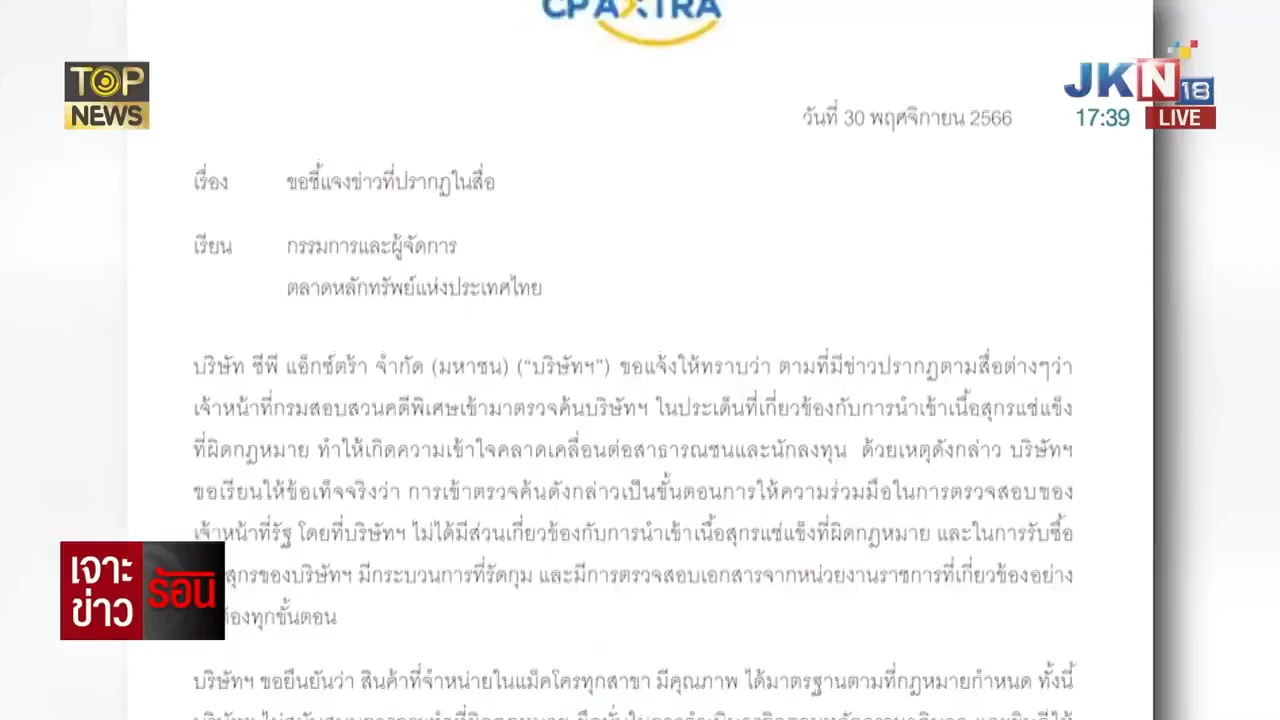 CP AXTRA
TOP
NEWS
JKN
18
17:39
LIVE
วันที่ 30 พฤศจิกายน 2566
เรื่อง ขอชี้แจงข่าวที่ปรากฏในสื่อ
เรียน กรรมการและผู้จัดการ
ตลาดหลักทรัพย์แห่งประเทศไทย
บริษัท ซีพี แอ็กซ์ตร้า จำกัด (มหาชน) (“บริษัทฯ”) ขอแจ้งให้ทราบว่า ตามที่มีข่าวปรากฏตามสื่อต่างๆว่า
เจ้าหน้าที่กรมสอบสวนคดีพิเศษเข้ามาตรวจค้นบริษัทฯ ในประเด็นที่เกี่ยวข้องกับการนำเข้าเนื้อสุกรแช่แข็ง
ที่ผิดกฎหมาย ทำให้เกิดความเข้าใจคลาดเคลื่อนต่อสาธารณชนและนักลงทุน ด้วยเหตุดังกล่าว บริษัทฯ
ขอเรียนให้ข้อเท็จจริงว่า การเข้าตรวจค้นดังกล่าวเป็นขั้นตอนการให้ความร่วมมือในการตรวจสอบของ
เจ้าหน้าที่รัฐ โดยที่บริษัทฯ ไม่ได้มีส่วนเกี่ยวข้องกับการนำเข้าเนื้อสุกรแช่แข็งที่ผิดกฎหมาย และในการรับซื้อ
สุกรของบริษัทฯ มีกระบวนการที่รัดกุม และมีการตรวจสอบเอกสารจากหน่วยงานราชการที่เกี่ยวข้องอย่าง
ทุกขั้นตอน
เจาะ
ข่าว
ร้อน
บริษัทฯ ขอยืนยันว่า สินค้าที่จำหน่ายในแม็คโครทุกสาขา มีคุณภาพ ได้มาตรฐานตามที่กฎหมายกำหนด ทั้งนี้